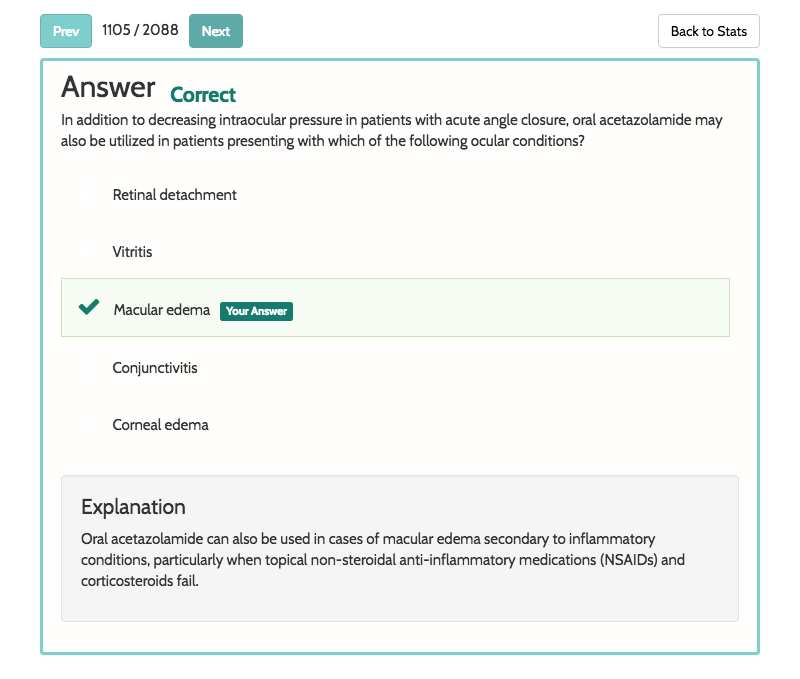 Prev 1105 / 2088 Next Back to Stats
Answer Correct
In addition to decreasing intraocular pressure in patients with acute angle closure, oral acetazolamide may
also be utilized in patients presenting with which of the following ocular conditions?
Retinal detachment
Vitritis
Macular edema Your Answer
Conjunctivitis
Corneal edema
Explanation
Oral acetazolamide can also be used in cases of macular edema secondary to inflammatory
conditions, particularly when topical non-steroidal anti-inflammatory medications (NSAIDs) and
corticosteroids fail.